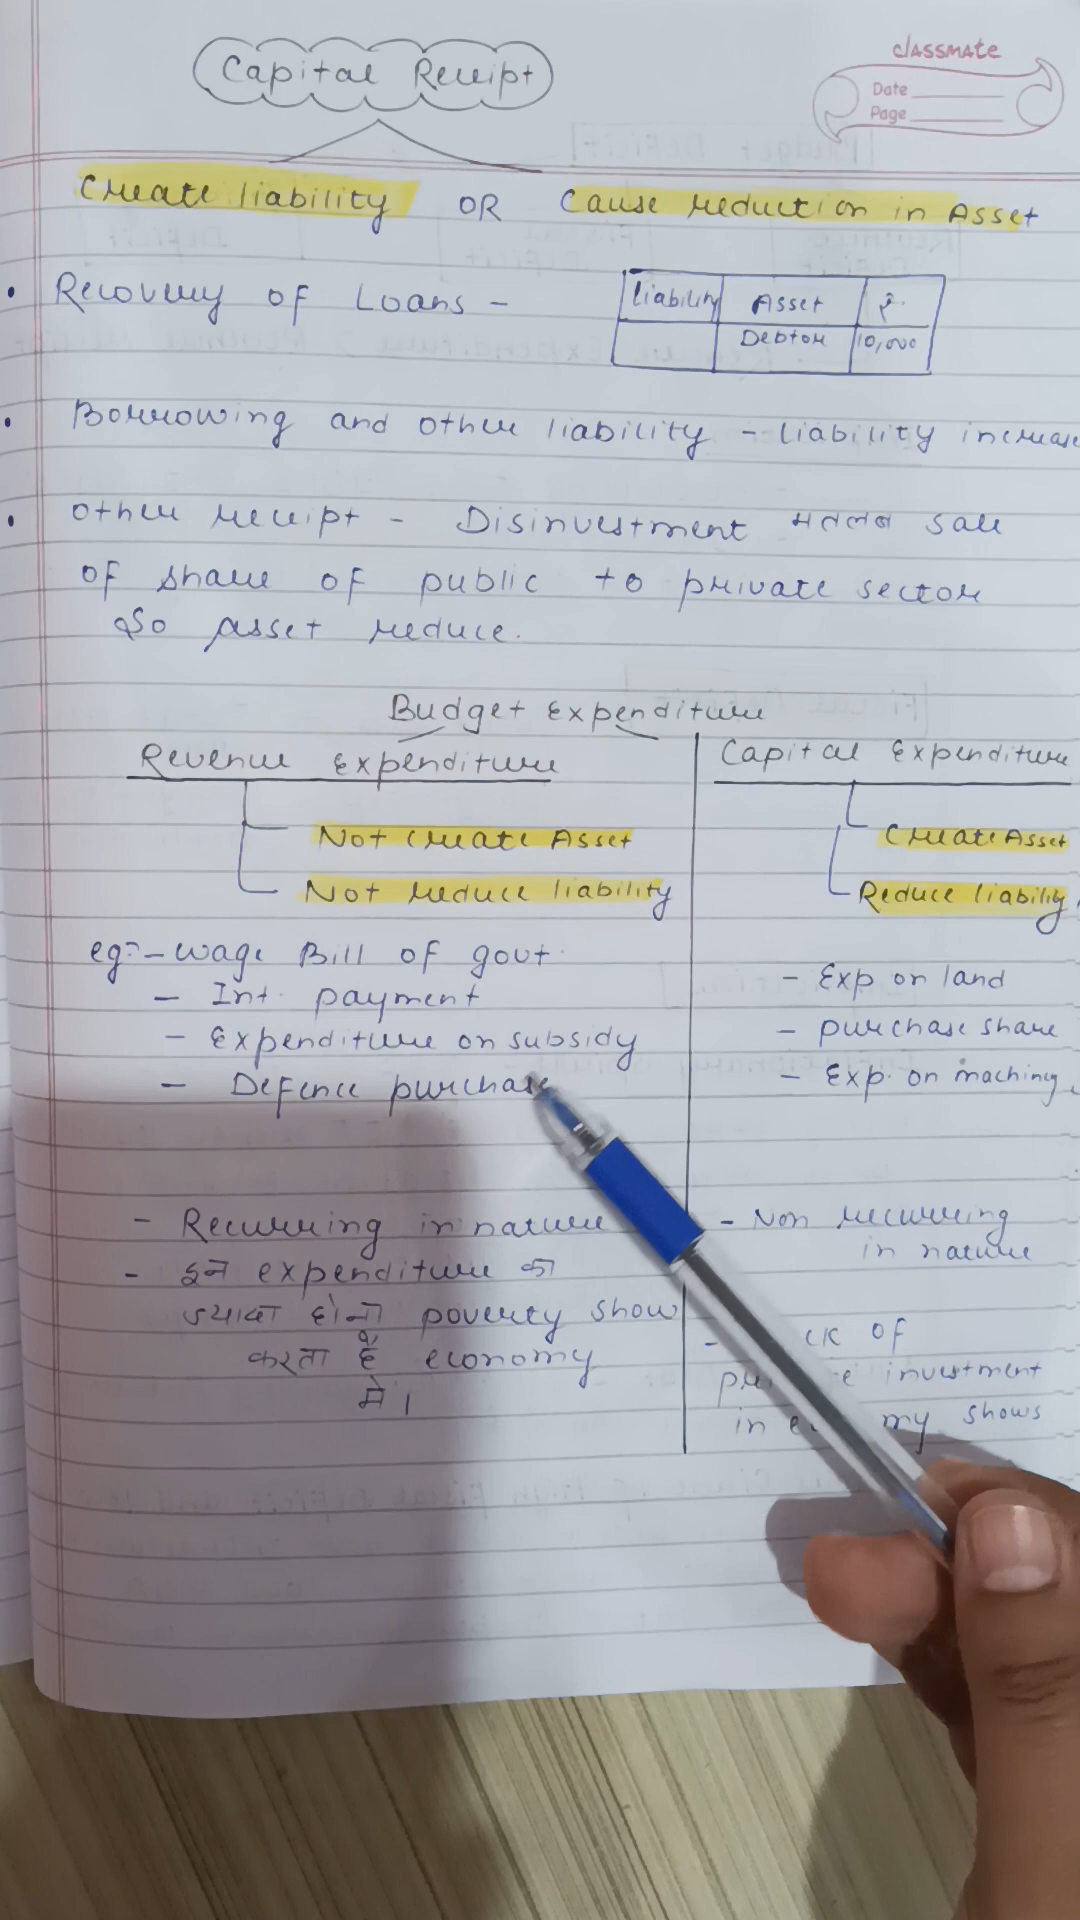 Capital Receipt
classmate
Date
Page
Create liability OR Cause reduction in Asset
• Recovery of Loans -
Liability Asset ₹.
Debtor 10,000
• Borrowing and other liability - liability increase
• Other receipt - Disinvestment मतलब sale
of share of public to private sector
So Asset reduce.
Budget Expenditure
Revenue Expenditure
Capital Expenditure
Not create Asset
Create Asset
Not reduce liability
Reduce liability
eg:- wage Bill of govt.
- Int. payment
- Expenditure on subsidy
- Defence purchase
- Exp on land
- purchase share
- Exp. on machiny
- Recurring in nature
- इन expenditure का
ज्यादा होना poverty show
करता है economy
में।
- Non recurring
in nature
- of
investment
in shows